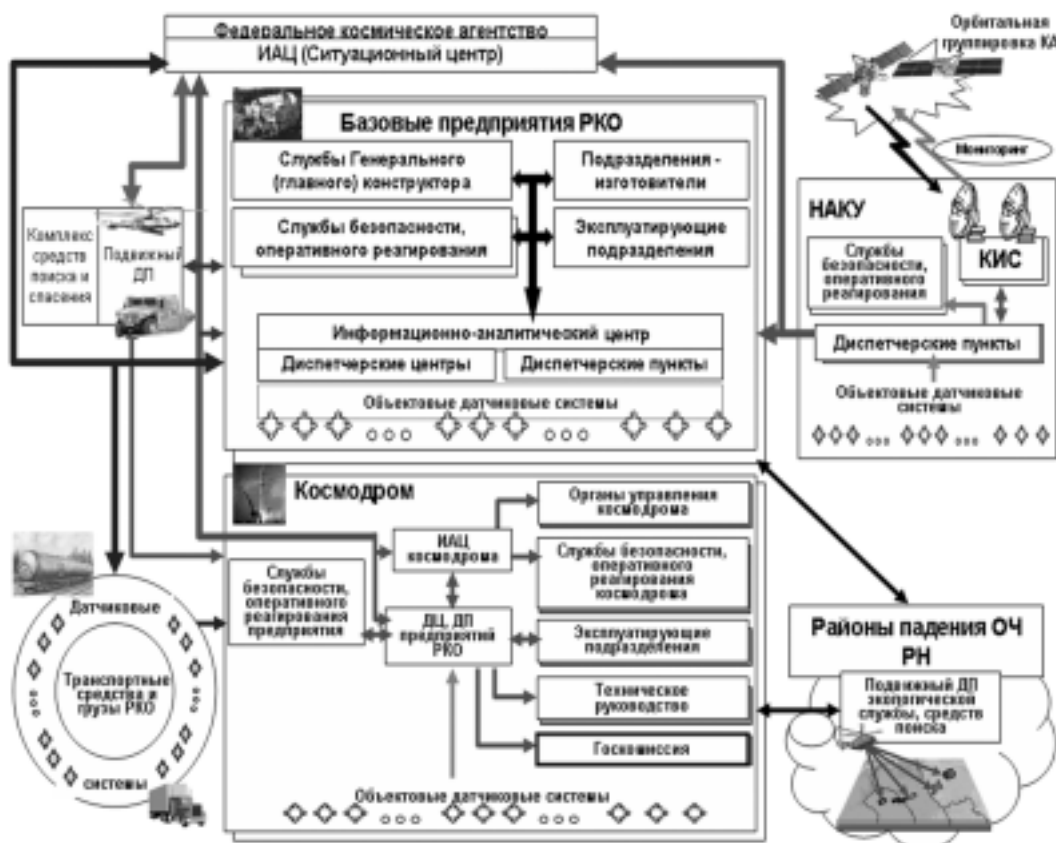 Федеральное космическое агентство
ИАЦ (Ситуационный центр)
Орбитальная
группировка КА
Мониторинг
Базовые предприятия РКО
Службы Генерального
(главного) конструктора
Подразделения -
изготовители
Службы безопасности,
оперативного реагирования
Эксплуатирующие
подразделения
Информационно-аналитический центр
Диспетчерские центры
Диспетчерские пункты
Объектовые датчиковые системы
Комплекс
средств
поиска и
спасения
Подвижный
ДП
НАКУ
Службы
безопасности,
оперативного
реагирования
КИС
Диспетчерские пункты
Объектовые датчиковые
системы
Космодром
ИАЦ
космодрома
Органы управления
космодрома
Службы безопасности,
оперативного
реагирования
космодрома
Службы
безопасности,
оперативного
реагирования
предприятия
ДЦ, ДП
предприятий
РКО
Эксплуатирующие
подразделения
Техническое
руководство
Госкомиссия
Объектовые датчиковые системы
Датчиковые
Транспортные
средства и
грузы РКО
системы
Районы падения ОЧ
РН
Подвижный ДП
экологической
службы, средств
поиска